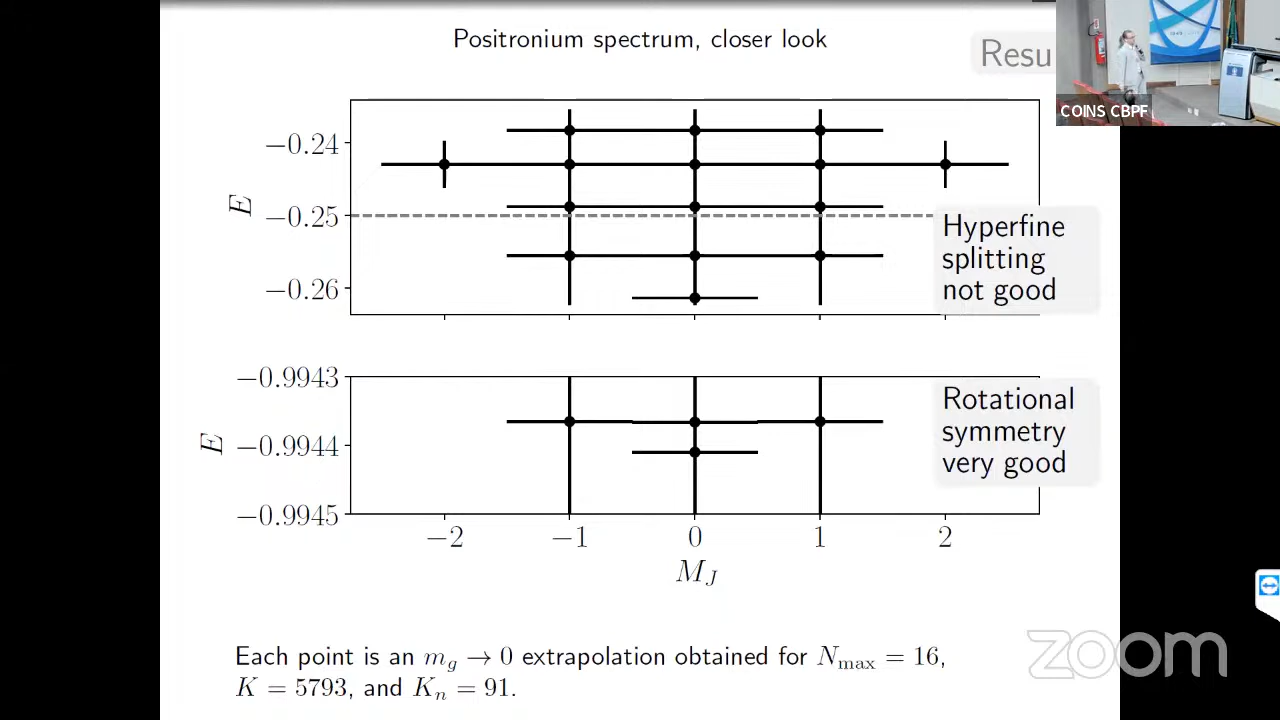 Positronium spectrum, closer look
Resu
COINS CBPF
−0.24
−0.25
−0.26
E
Hyperfine
splitting
not good
−0.9943
−0.9944
−0.9945
E
Rotational
symmetry
very good
−2 −1 0 1 2
M_J
Each point is an m_g → 0 extrapolation obtained for N_max = 16,
K = 5793, and K_n = 91.
zoom